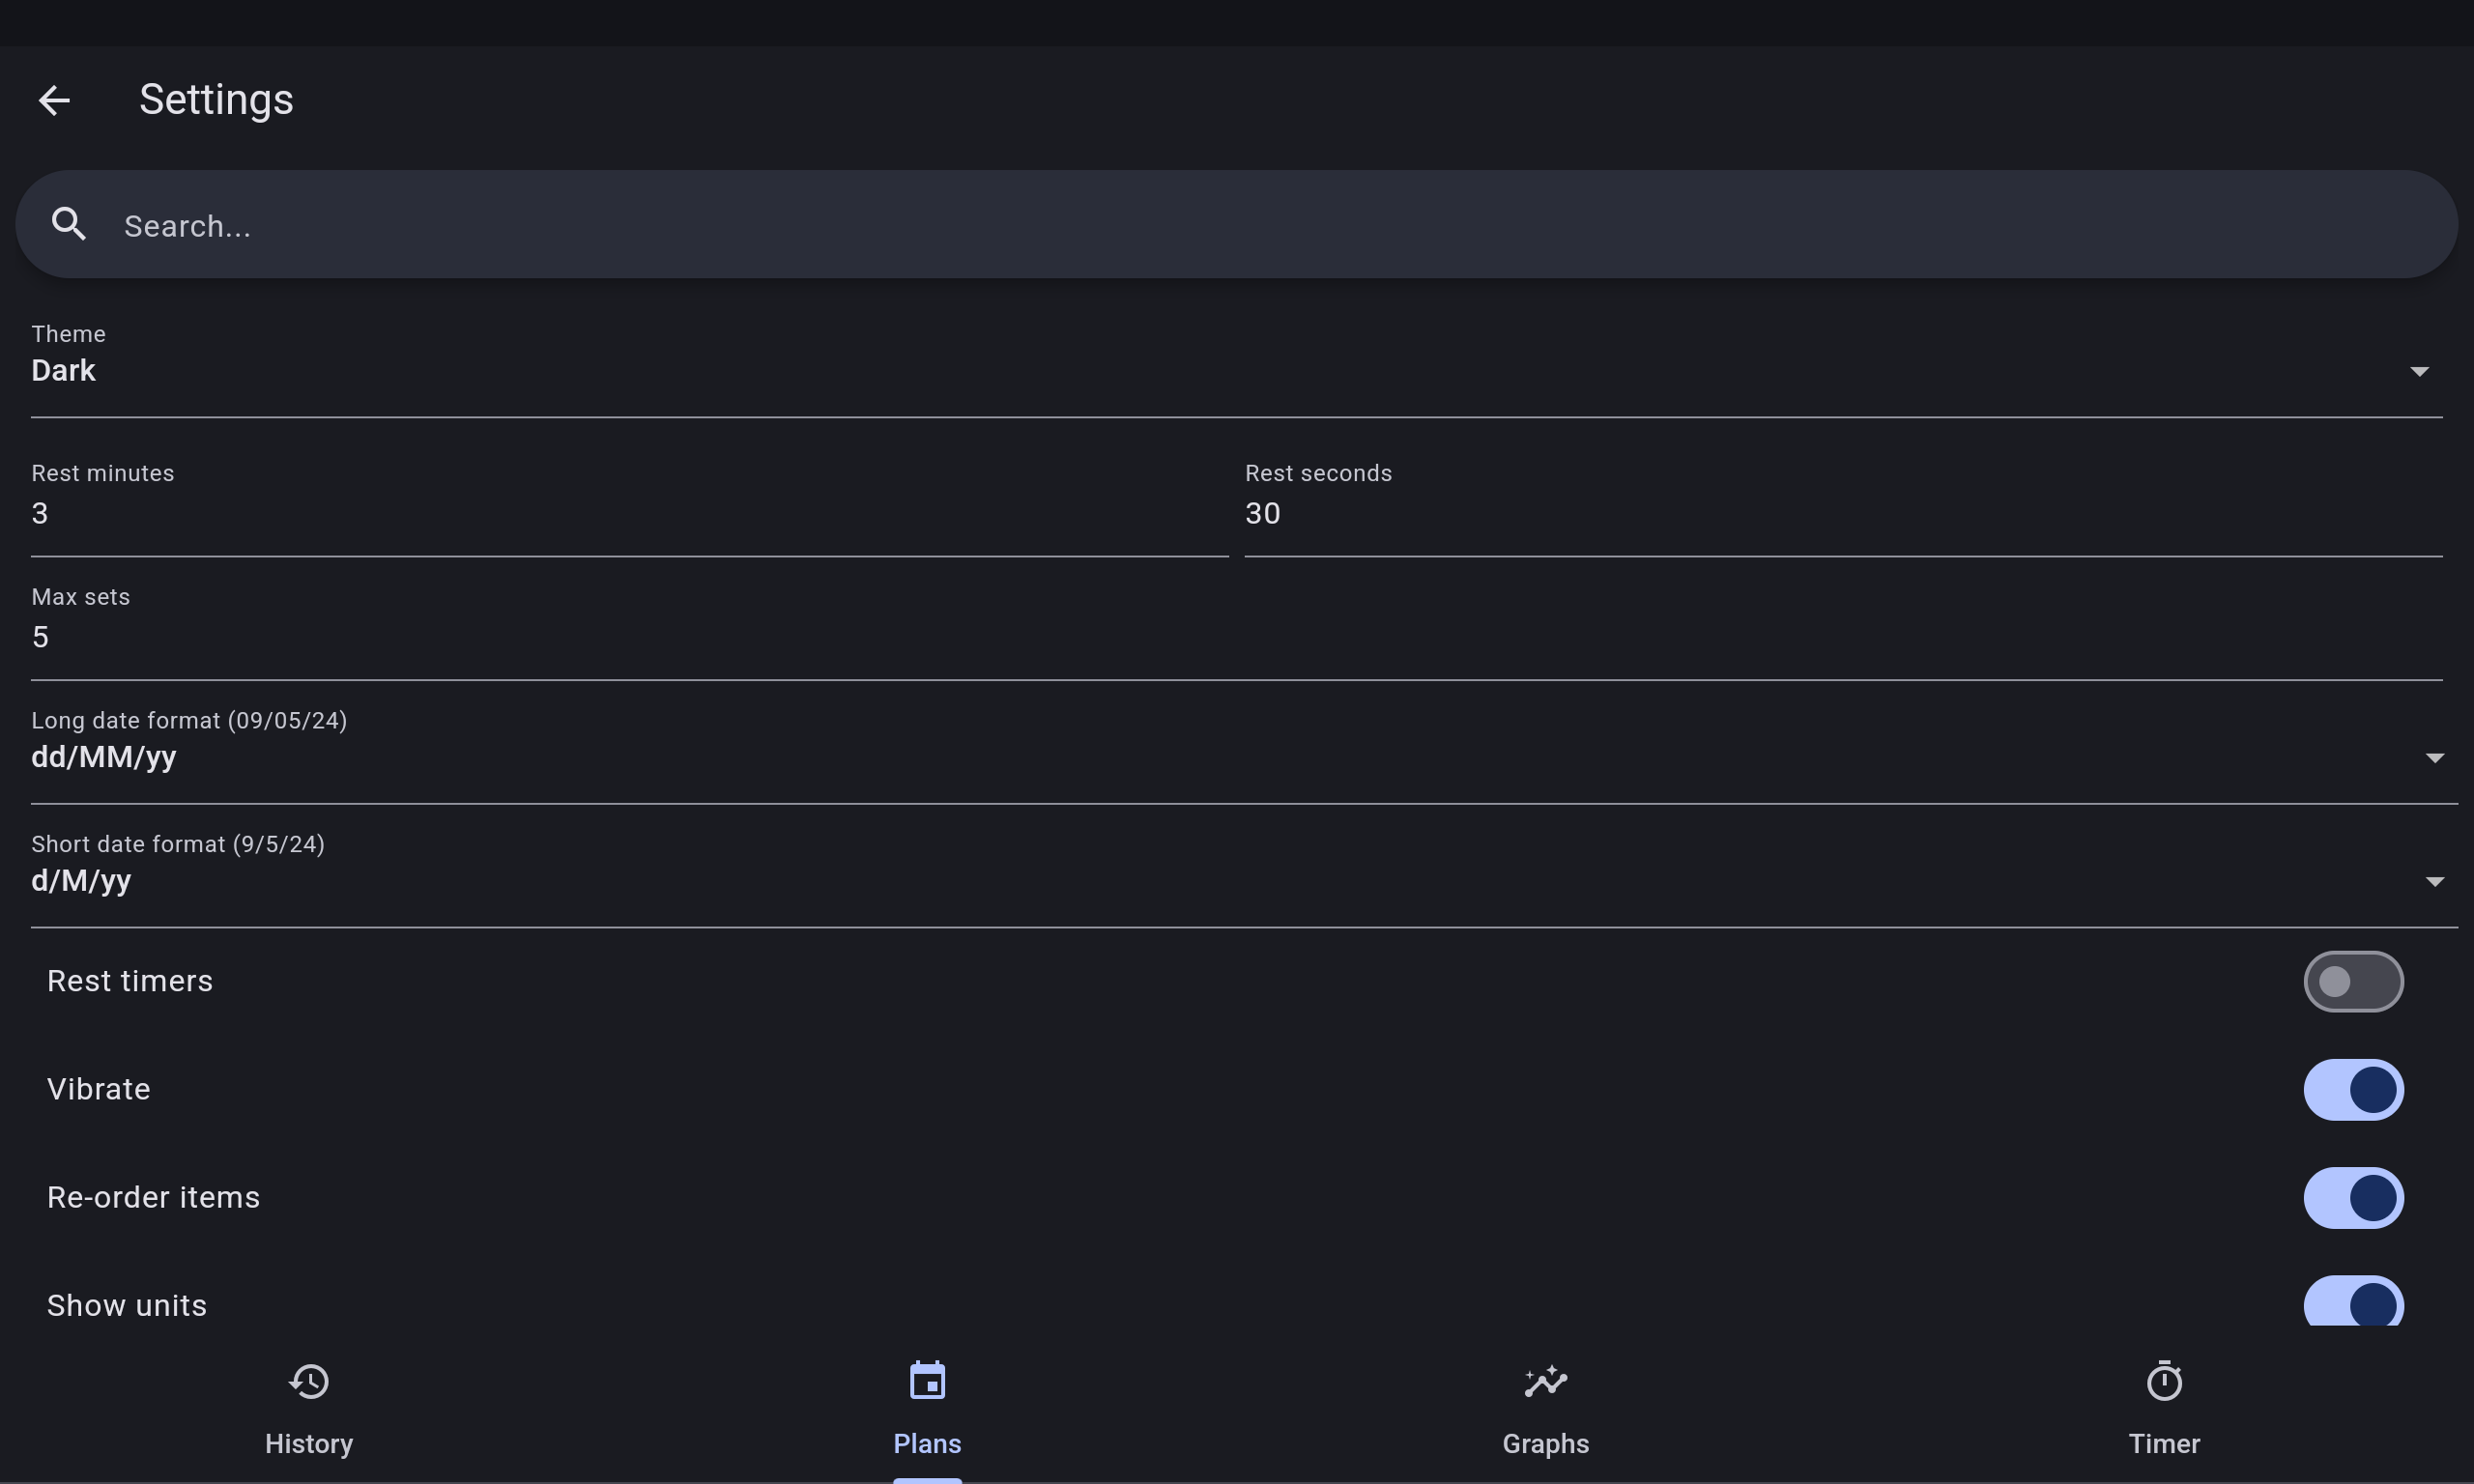 Settings
Search...
Theme
Dark
Rest minutes
3
Rest seconds
30
Max sets
5
Long date format (09/05/24)
dd/MM/yy
Short date format (9/5/24)
d/M/yy
Rest timers
Vibrate
Re-order items
Show units
History
Plans
Graphs
Timer